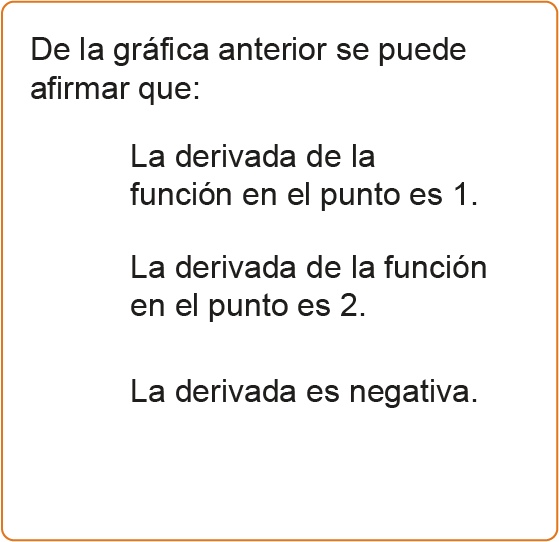 De la gráfica anterior se puede
afirmar que:
La derivada de la
función en el punto es 1.
La derivada de la función
en el punto es 2.
La derivada es negativa.